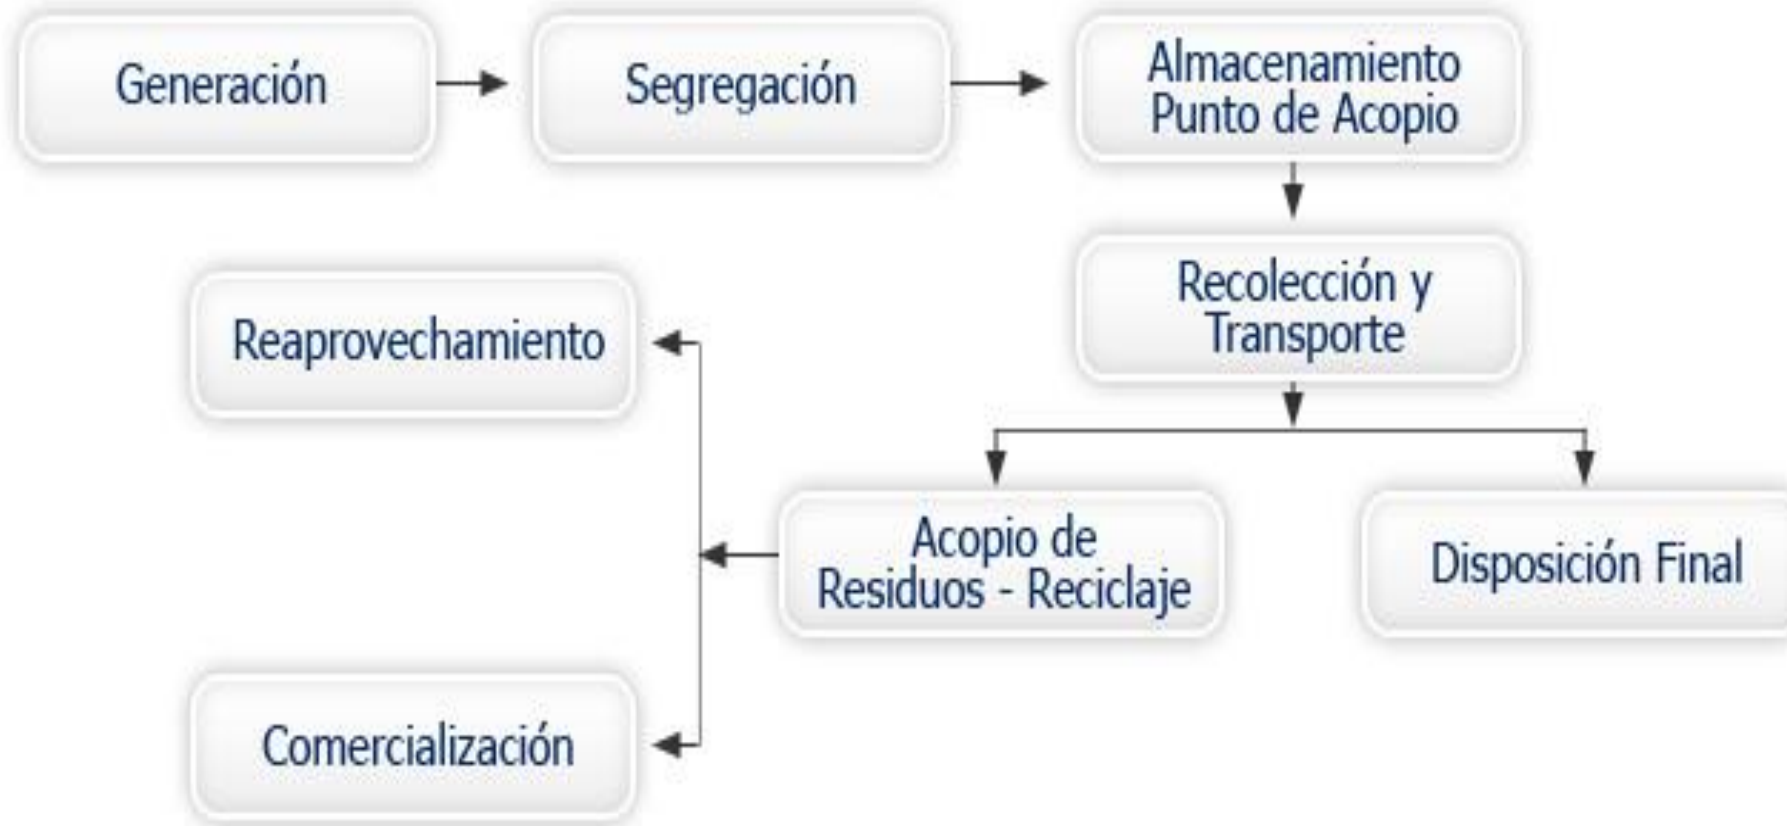 Generación
Segregación
Almacenamiento
Punto de Acopio
Recolección y
Transporte
Reaprovechamiento
Acopio de
Residuos - Reciclaje
Disposición Final
Comercialización